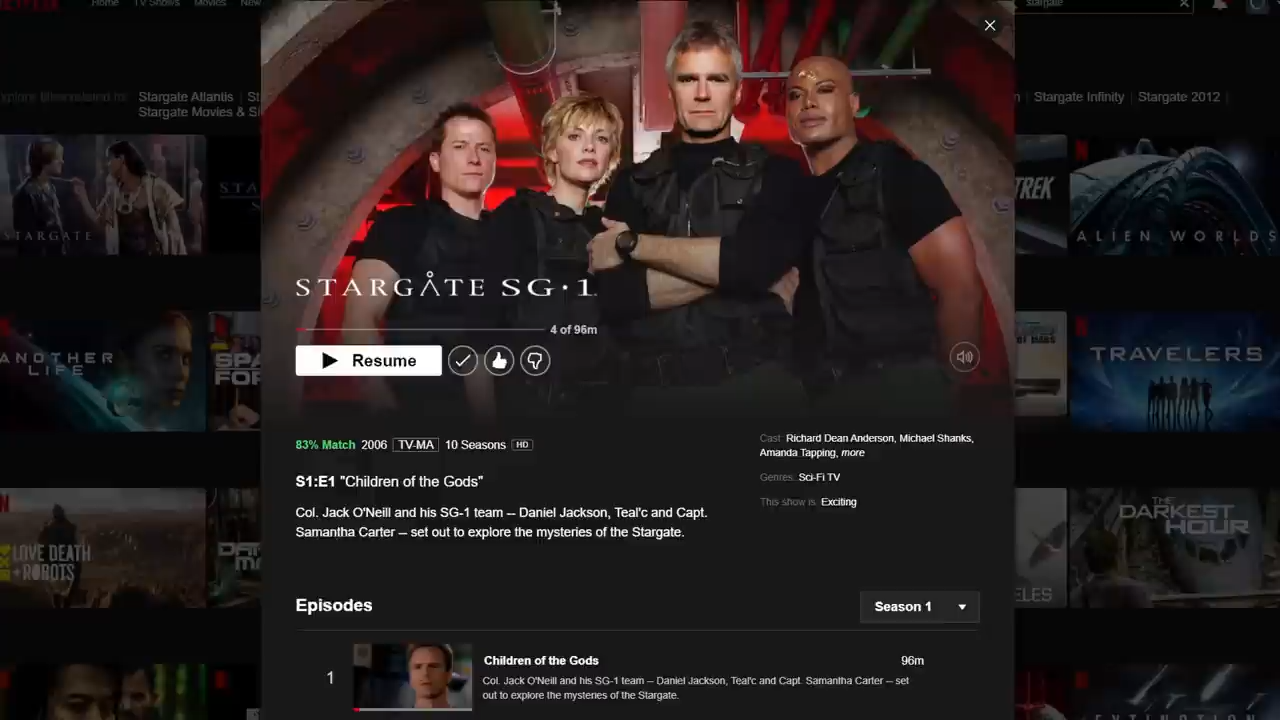 Home TV Shows Movies New
stargate
Stargate Atlantis
Stargate Infinity
Stargate 2012
Stargate Movies &
STARGATE
TREK
ALIEN WORLDS
STARGATE SG·1
4 of 96m
Resume
ANOTHER
LIFE
TRAVELERS
83% Match 2006 TV-MA 10 Seasons HD
Cast: Richard Dean Anderson, Michael Shanks,
Amanda Tapping, more
S1:E1 "Children of the Gods"
Genres: Sci-Fi TV
This show is: Exciting
Col. Jack O'Neill and his SG-1 team – Daniel Jackson, Teal'c and Capt.
Samantha Carter – set out to explore the mysteries of the Stargate.
LOVE DEATH
+ROBOTS
THE
DARKEST
HOUR
Episodes
Season 1
1
Children of the Gods
96m
Col. Jack O'Neill and his SG-1 team – Daniel Jackson, Teal'c and Capt. Samantha Carter – set
out to explore the mysteries of the Stargate.